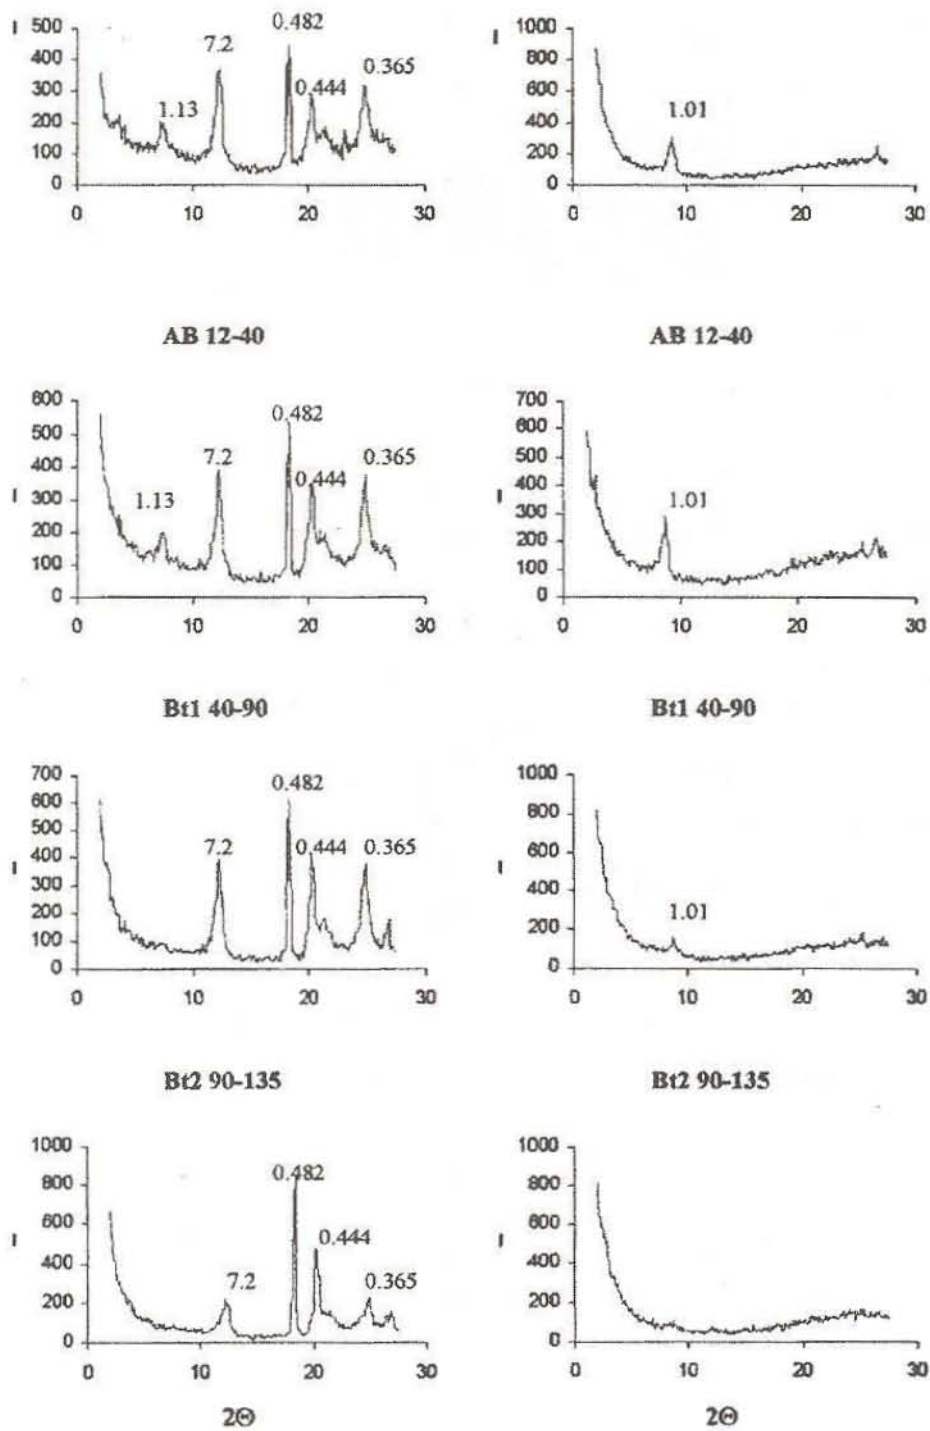 I 500 0.482
400 7.2
300 0.444 0.365
200 1.13
100
0
0 10 20 30
I 1000
800
600
400 1.01
200
0
0 10 20 30
AB 12-40 AB 12-40
600
500 0.482
400 7.2 0.444 0.365
I 300 1.13
200
100
0
0 10 20 30
700
600
500
400
I 300 1.01
200
100
0
0 10 20 30
Bt1 40-90 Bt1 40-90
700
600 0.482
500
400 7.2 0.444 0.365
I 300
200
100
0
0 10 20 30
1000
800
600
I 400
200 1.01
0
0 10 20 30
Bt2 90-135 Bt2 90-135
1000
800 0.482
600
I 400 0.444
200 7.2 0.365
0
0 10 20 30
2Θ
1000
800
600
I 400
200
0
0 10 20 30
2Θ